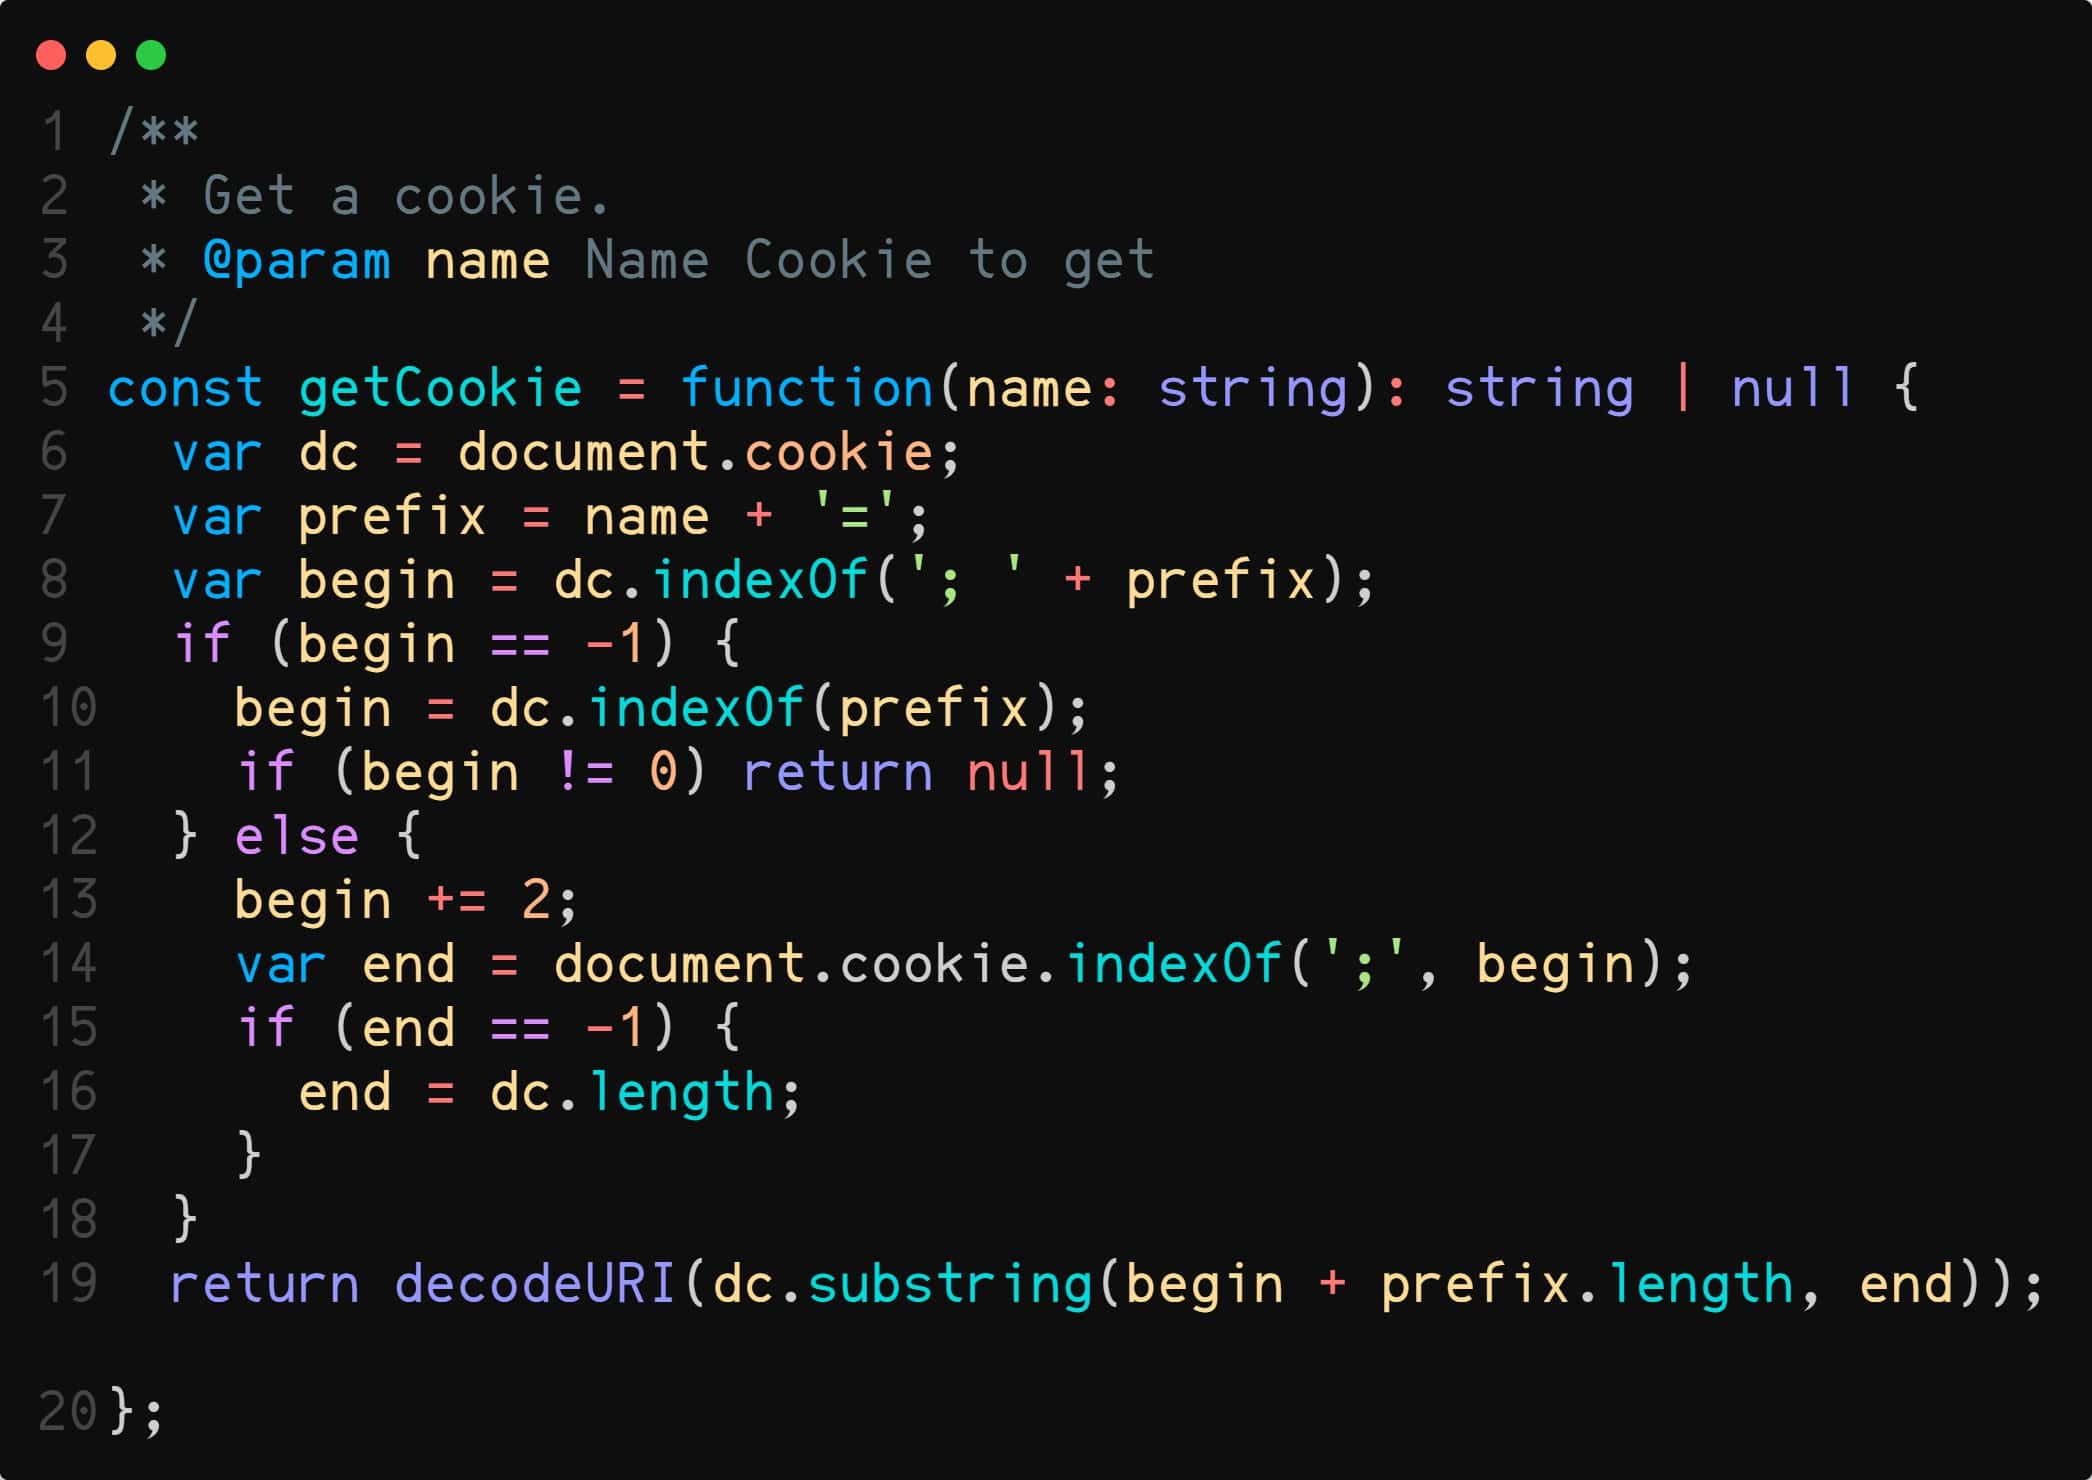 1 /**
2  * Get a cookie.
3  * @param name Name Cookie to get
4  */
5 const getCookie = function(name: string): string | null {
6   var dc = document.cookie;
7   var prefix = name + '=';
8   var begin = dc.indexOf('; ' + prefix);
9   if (begin == -1) {
10     begin = dc.indexOf(prefix);
11     if (begin != 0) return null;
12   } else {
13     begin += 2;
14     var end = document.cookie.indexOf(';', begin);
15     if (end == -1) {
16       end = dc.length;
17     }
18   }
19   return decodeURI(dc.substring(begin + prefix.length, end));
20 };